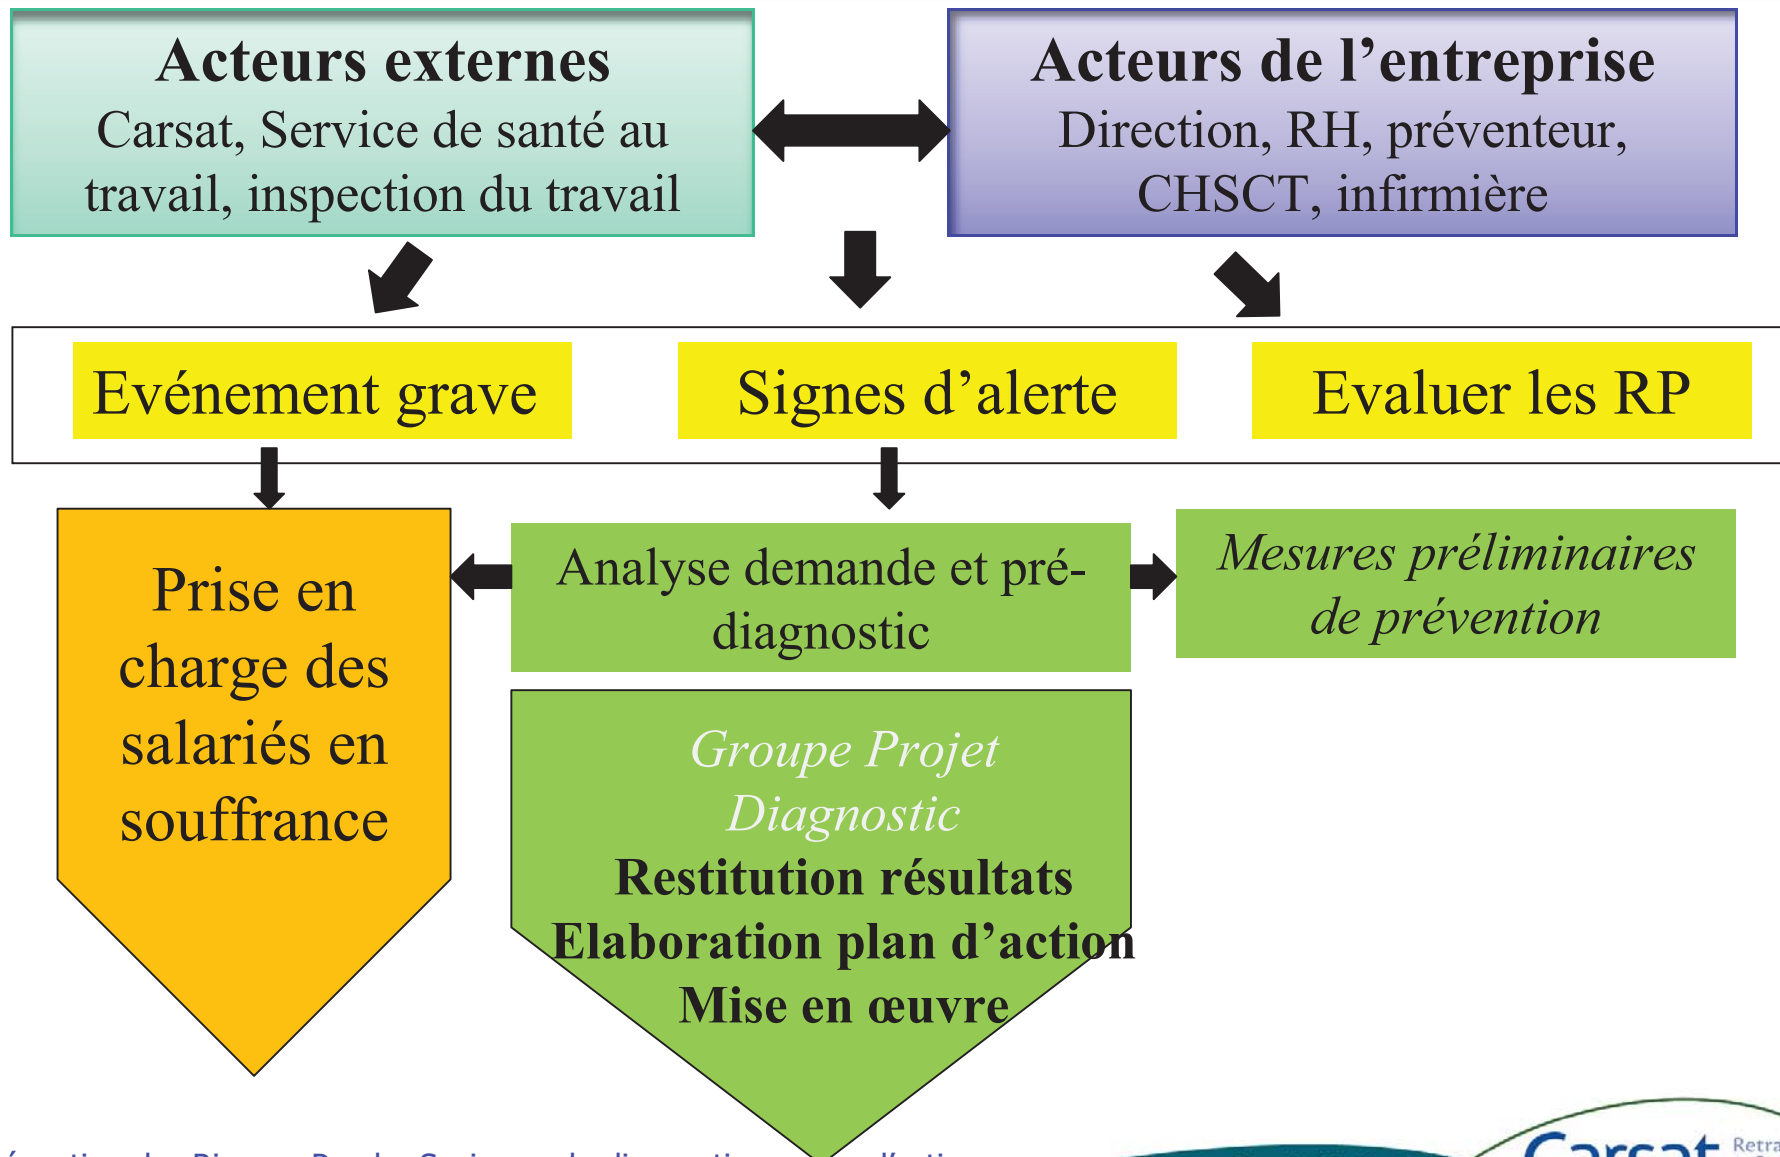 Acteurs externes
Carsat, Service de santé au
travail, inspection du travail
Acteurs de l’entreprise
Direction, RH, préventeur,
CHSCT, infirmière
Evénement grave
Signes d’alerte
Evaluer les RP
Prise en
charge des
salariés en
souffrance
Analyse demande et pré-
diagnostic
Mesures préliminaires
de prévention
Groupe Projet
Diagnostic
Restitution résultats
Elaboration plan d’action
Mise en œuvre
Carsat